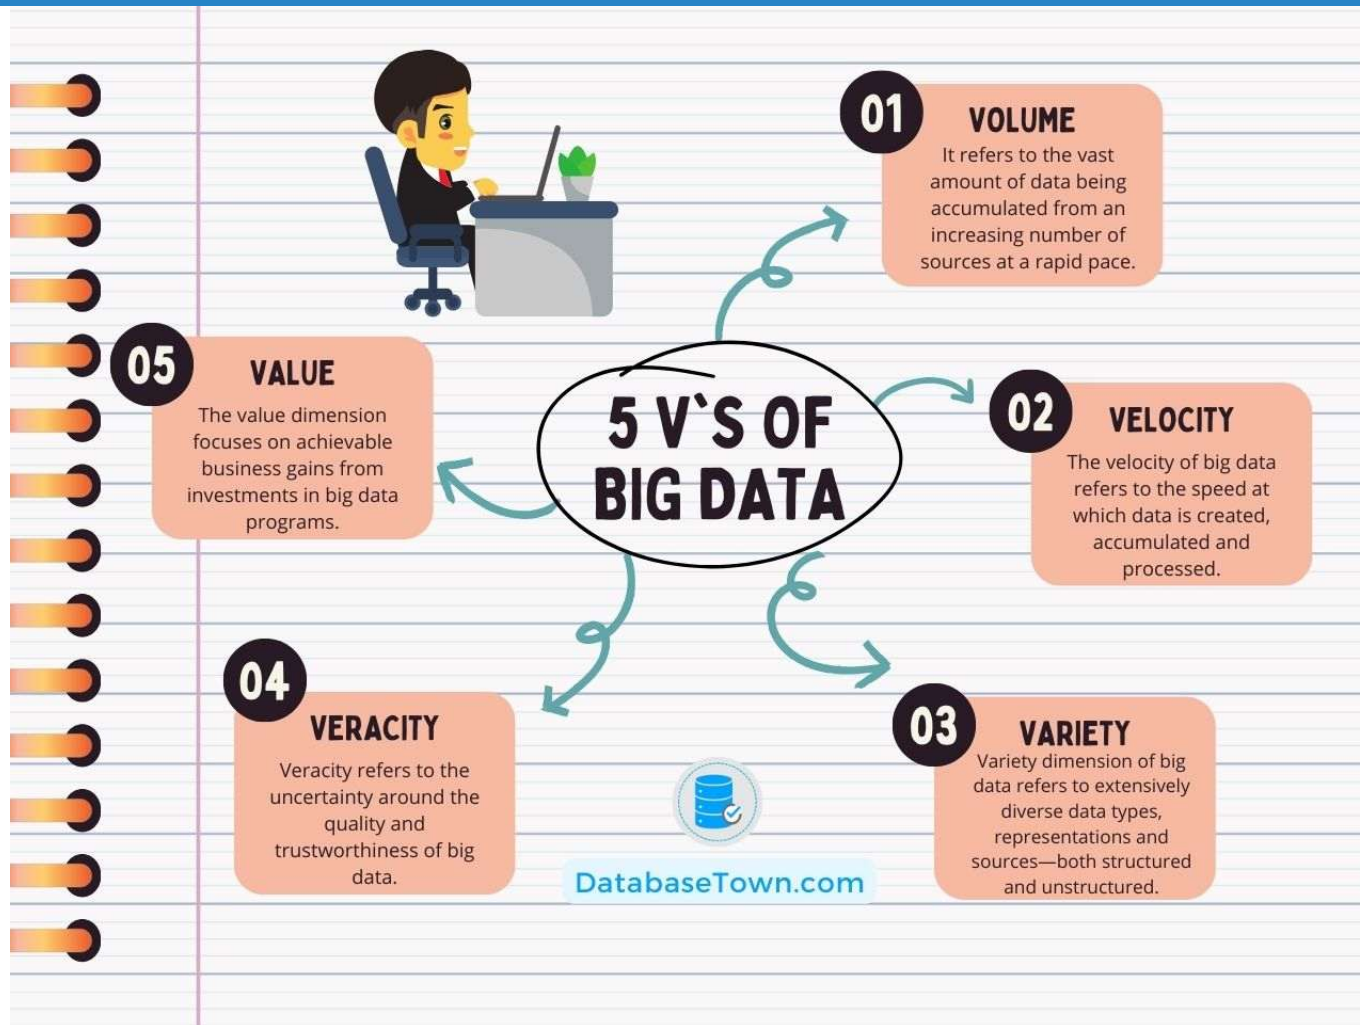 01
VOLUME
It refers to the vast
amount of data being
accumulated from an
increasing number of
sources at a rapid pace.
05
VALUE
The value dimension
focuses on achievable
business gains from
investments in big data
programs.
5 V`S OF
BIG DATA
02
VELOCITY
The velocity of big data
refers to the speed at
which data is created,
accumulated and
processed.
04
VERACITY
Veracity refers to the
uncertainty around the
quality and
trustworthiness of big
data.
03
VARIETY
Variety dimension of big
data refers to extensively
diverse data types,
representations and
sources—both structured
and unstructured.
DatabaseTown.com